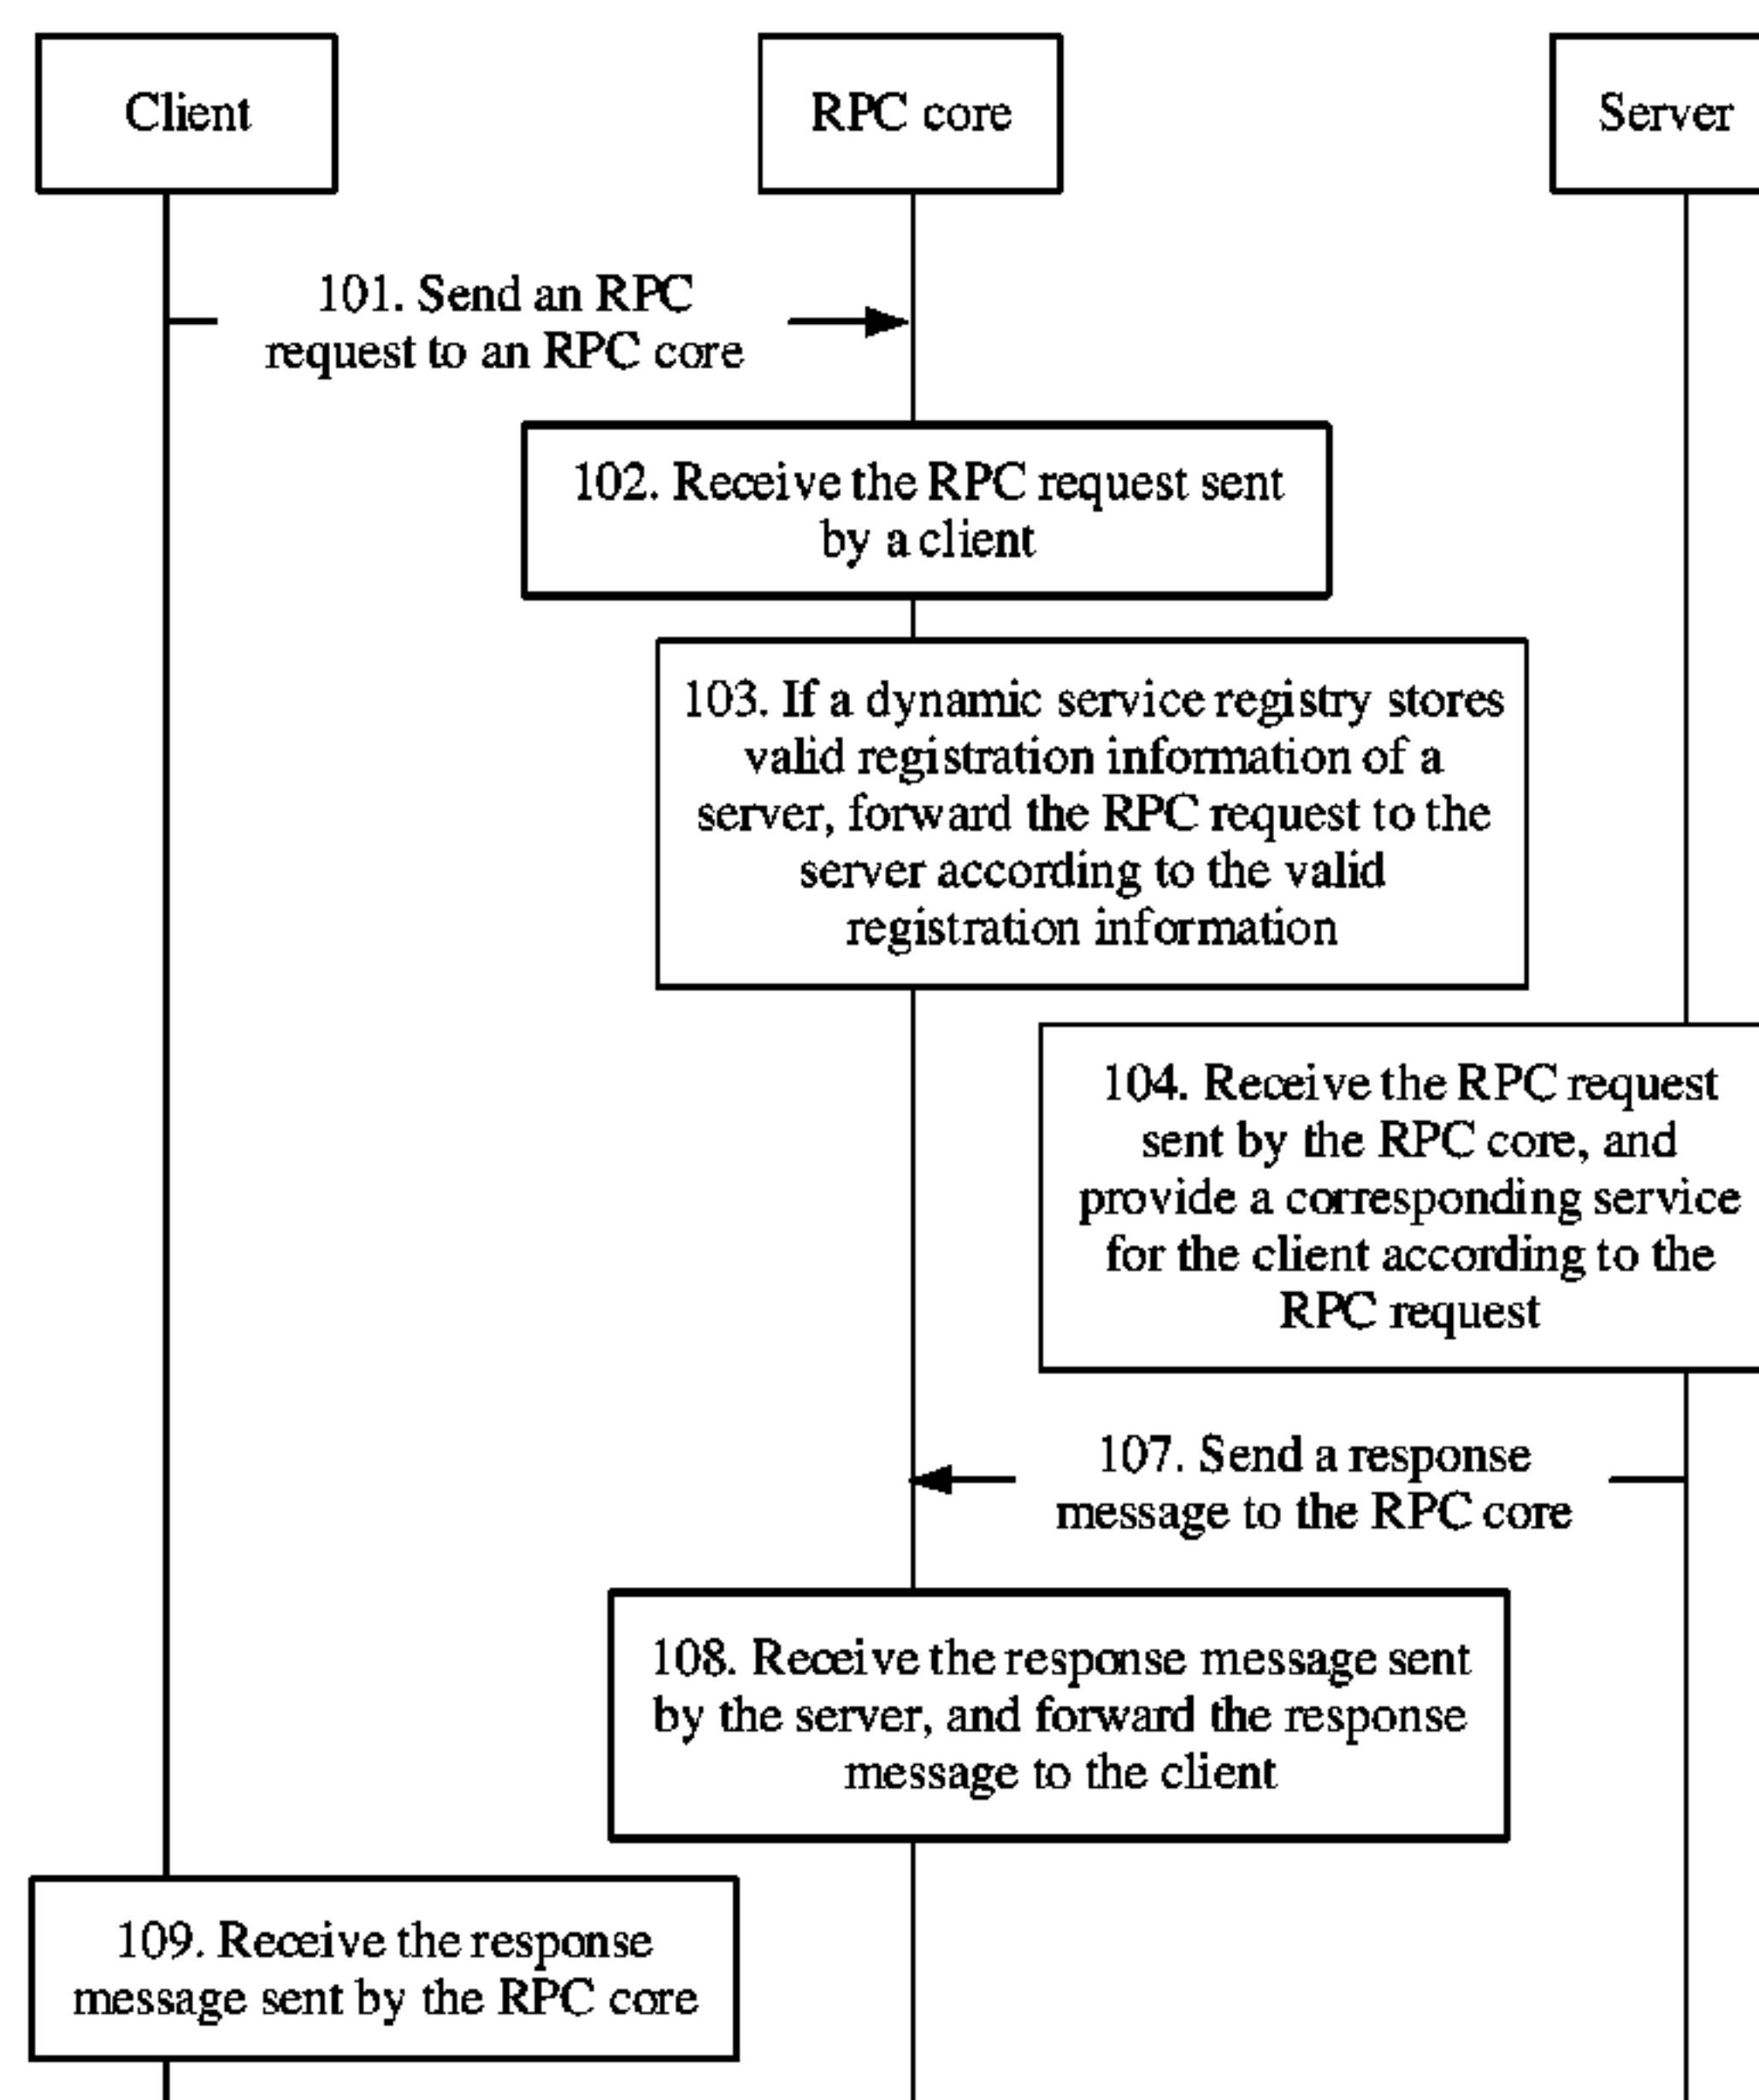 Client
RPC core
Server
101. Send an RPC
request to an RPC core
102. Receive the RPC request sent
by a client
103. If a dynamic service registry stores
valid registration information of a
server, forward the RPC request to the
server according to the valid
registration information
104. Receive the RPC request
sent by the RPC core, and
provide a corresponding service
for the client according to the
RPC request
107. Send a response
message to the RPC core
108. Receive the response message sent
by the server, and forward the response
message to the client
109. Receive the response
message sent by the RPC core